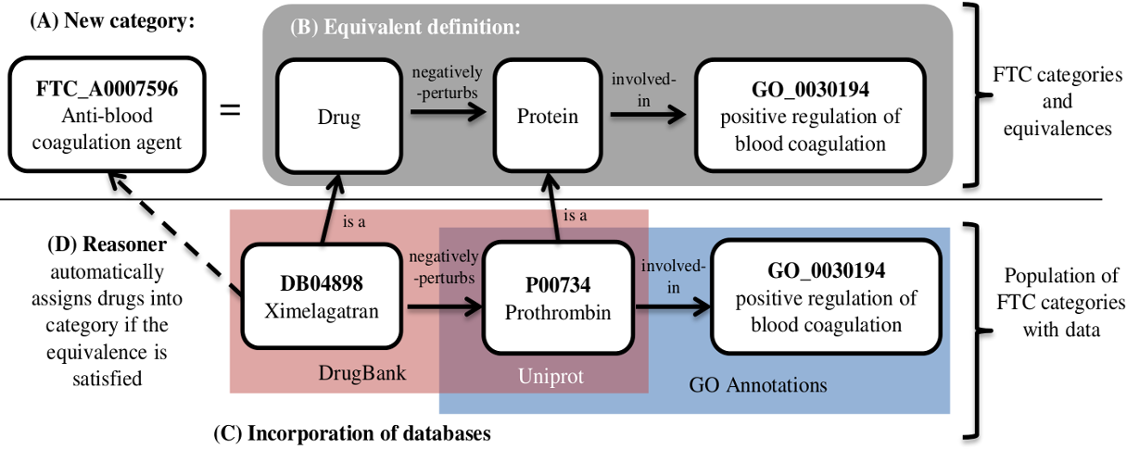 (A) New category:
(B) Equivalent definition:
FTC_A0007596
Anti-blood
coagulation agent
=
Drug
negatively
-perturbs
Protein
involved-
in
GO_0030194
positive regulation of
blood coagulation
FTC categories
and
equivalences
is a
is a
(D) Reasoner
automatically
assigns drugs into
category if the
equivalence is
satisfied
DB04898
Ximelagatran
negatively
-perturbs
P00734
Prothrombin
involved-
in
GO_0030194
positive regulation of
blood coagulation
Population of
FTC categories
with data
DrugBank
Uniprot
GO Annotations
(C) Incorporation of databases